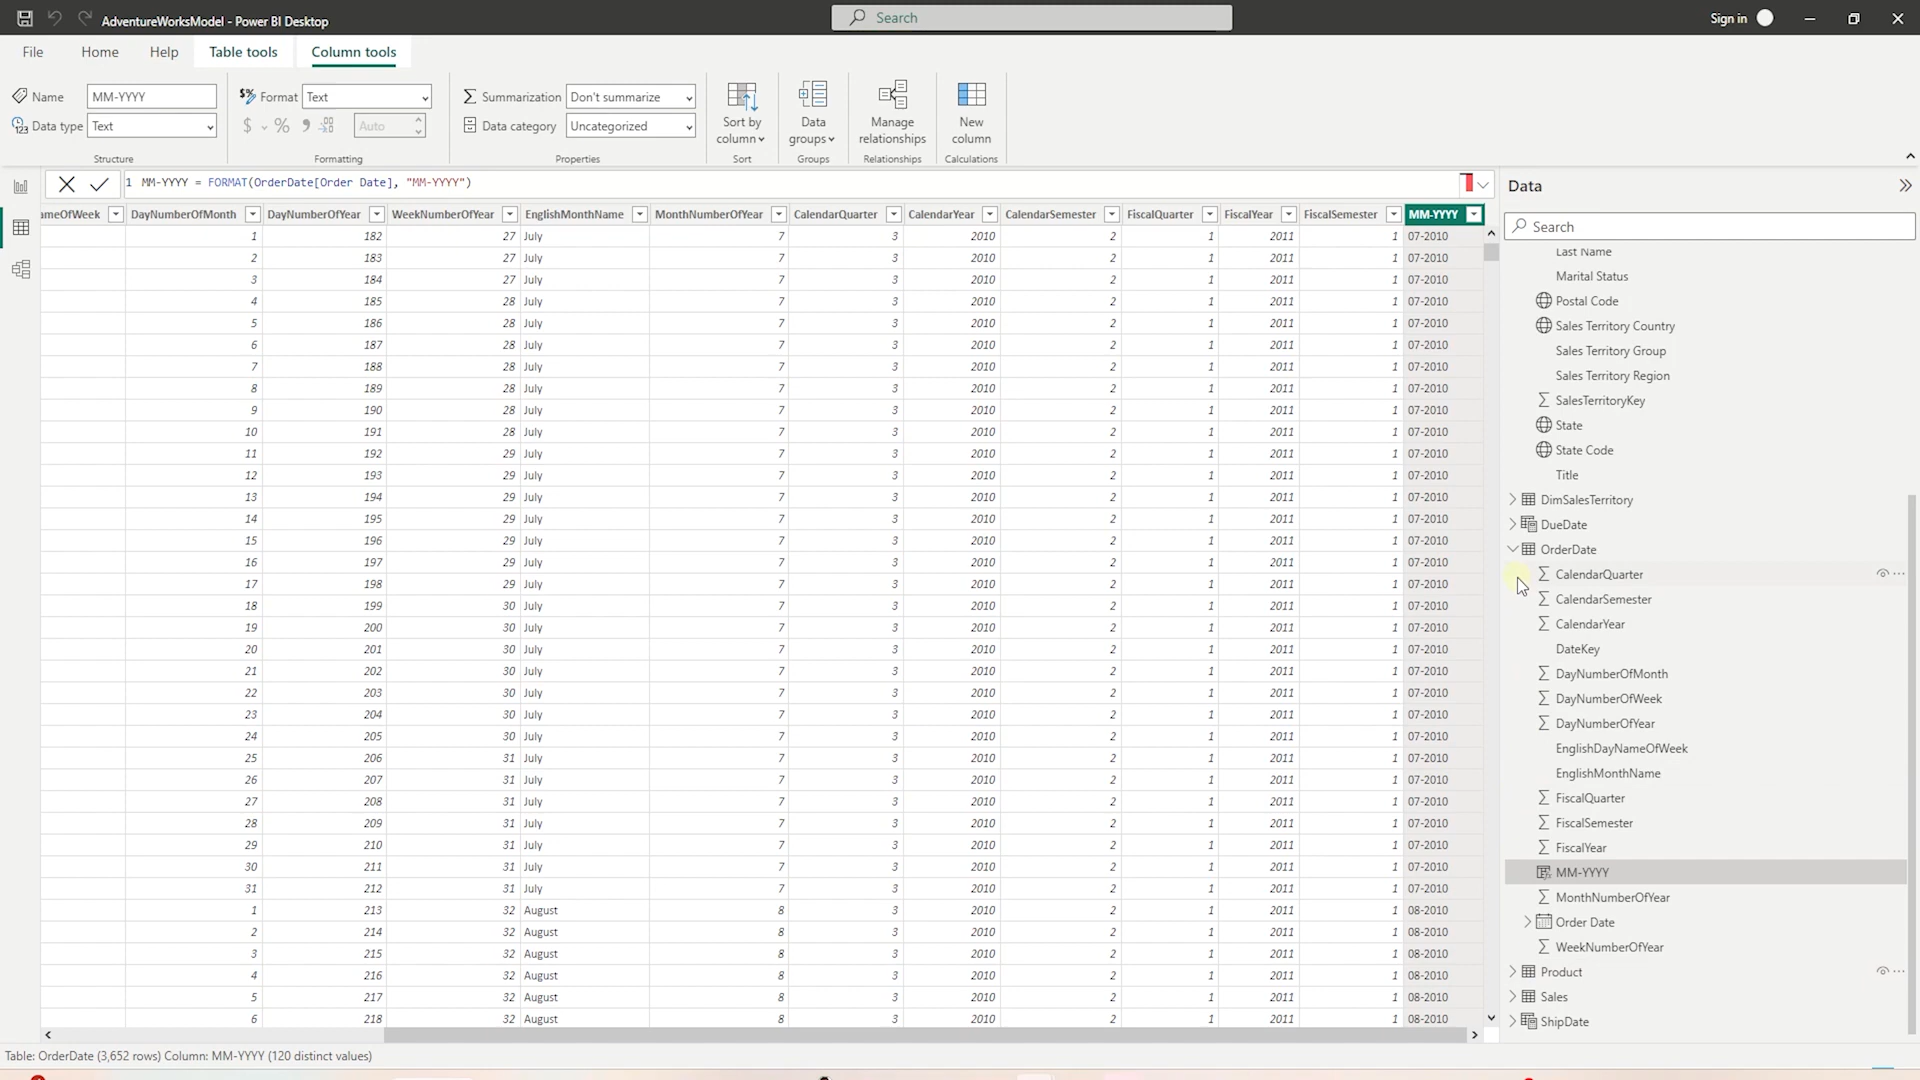 AdventureWorksModel - Power BI Desktop
Search
Sign in
File
Home
Help
Table tools
Column tools
Name
MM-YYYY
Format
Text
Summarization
Don't summarize
Data type
Text
$ % 9
Auto
Data category
Uncategorized
Sort by column
Data groups
Manage relationships
New column
Structure
Formatting
Properties
Sort
Groups
Relationships
Calculations
1 MM-YYYY = FORMAT(OrderDate[Order Date], "MM-YYYY")
ameOfWeek DayNumberOfMonth DayNumberOfYear WeekNumberOfYear EnglishMonthName MonthNumberOfYear CalendarQuarter CalendarYear CalendarSemester FiscalQuarter FiscalYear FiscalSemester MM-YYYY
1 182 27 July 7 3 2010 2 1 2011 1 07-2010
2 183 27 July 7 3 2010 2 1 2011 1 07-2010
3 184 27 July 7 3 2010 2 1 2011 1 07-2010
4 185 28 July 7 3 2010 2 1 2011 1 07-2010
5 186 28 July 7 3 2010 2 1 2011 1 07-2010
6 187 28 July 7 3 2010 2 1 2011 1 07-2010
7 188 28 July 7 3 2010 2 1 2011 1 07-2010
8 189 28 July 7 3 2010 2 1 2011 1 07-2010
9 190 28 July 7 3 2010 2 1 2011 1 07-2010
10 191 28 July 7 3 2010 2 1 2011 1 07-2010
11 192 29 July 7 3 2010 2 1 2011 1 07-2010
12 193 29 July 7 3 2010 2 1 2011 1 07-2010
13 194 29 July 7 3 2010 2 1 2011 1 07-2010
14 195 29 July 7 3 2010 2 1 2011 1 07-2010
15 196 29 July 7 3 2010 2 1 2011 1 07-2010
16 197 29 July 7 3 2010 2 1 2011 1 07-2010
17 198 29 July 7 3 2010 2 1 2011 1 07-2010
18 199 30 July 7 3 2010 2 1 2011 1 07-2010
19 200 30 July 7 3 2010 2 1 2011 1 07-2010
20 201 30 July 7 3 2010 2 1 2011 1 07-2010
21 202 30 July 7 3 2010 2 1 2011 1 07-2010
22 203 30 July 7 3 2010 2 1 2011 1 07-2010
23 204 30 July 7 3 2010 2 1 2011 1 07-2010
24 205 30 July 7 3 2010 2 1 2011 1 07-2010
25 206 31 July 7 3 2010 2 1 2011 1 07-2010
26 207 31 July 7 3 2010 2 1 2011 1 07-2010
27 208 31 July 7 3 2010 2 1 2011 1 07-2010
28 209 31 July 7 3 2010 2 1 2011 1 07-2010
29 210 31 July 7 3 2010 2 1 2011 1 07-2010
30 211 31 July 7 3 2010 2 1 2011 1 07-2010
31 212 31 July 7 3 2010 2 1 2011 1 07-2010
1 213 32 August 8 3 2010 2 1 2011 1 08-2010
2 214 32 August 8 3 2010 2 1 2011 1 08-2010
3 215 32 August 8 3 2010 2 1 2011 1 08-2010
4 216 32 August 8 3 2010 2 1 2011 1 08-2010
5 217 32 August 8 3 2010 2 1 2011 1 08-2010
6 218 32 August 8 3 2010 2 1 2011 1 08-2010
Data
Search
Last Name
Marital Status
Postal Code
Sales Territory Country
Sales Territory Group
Sales Territory Region
SalesTerritoryKey
State
State Code
Title
DimSalesTerritory
DueDate
OrderDate
CalendarQuarter
CalendarSemester
CalendarYear
DateKey
DayNumberOfMonth
DayNumberOfWeek
DayNumberOfYear
EnglishDayNameOfWeek
EnglishMonthName
FiscalQuarter
FiscalSemester
FiscalYear
MM-YYYY
MonthNumberOfYear
Order Date
WeekNumberOfYear
Product
Sales
ShipDate
Table: OrderDate (3,652 rows) Column: MM-YYYY (120 distinct values)